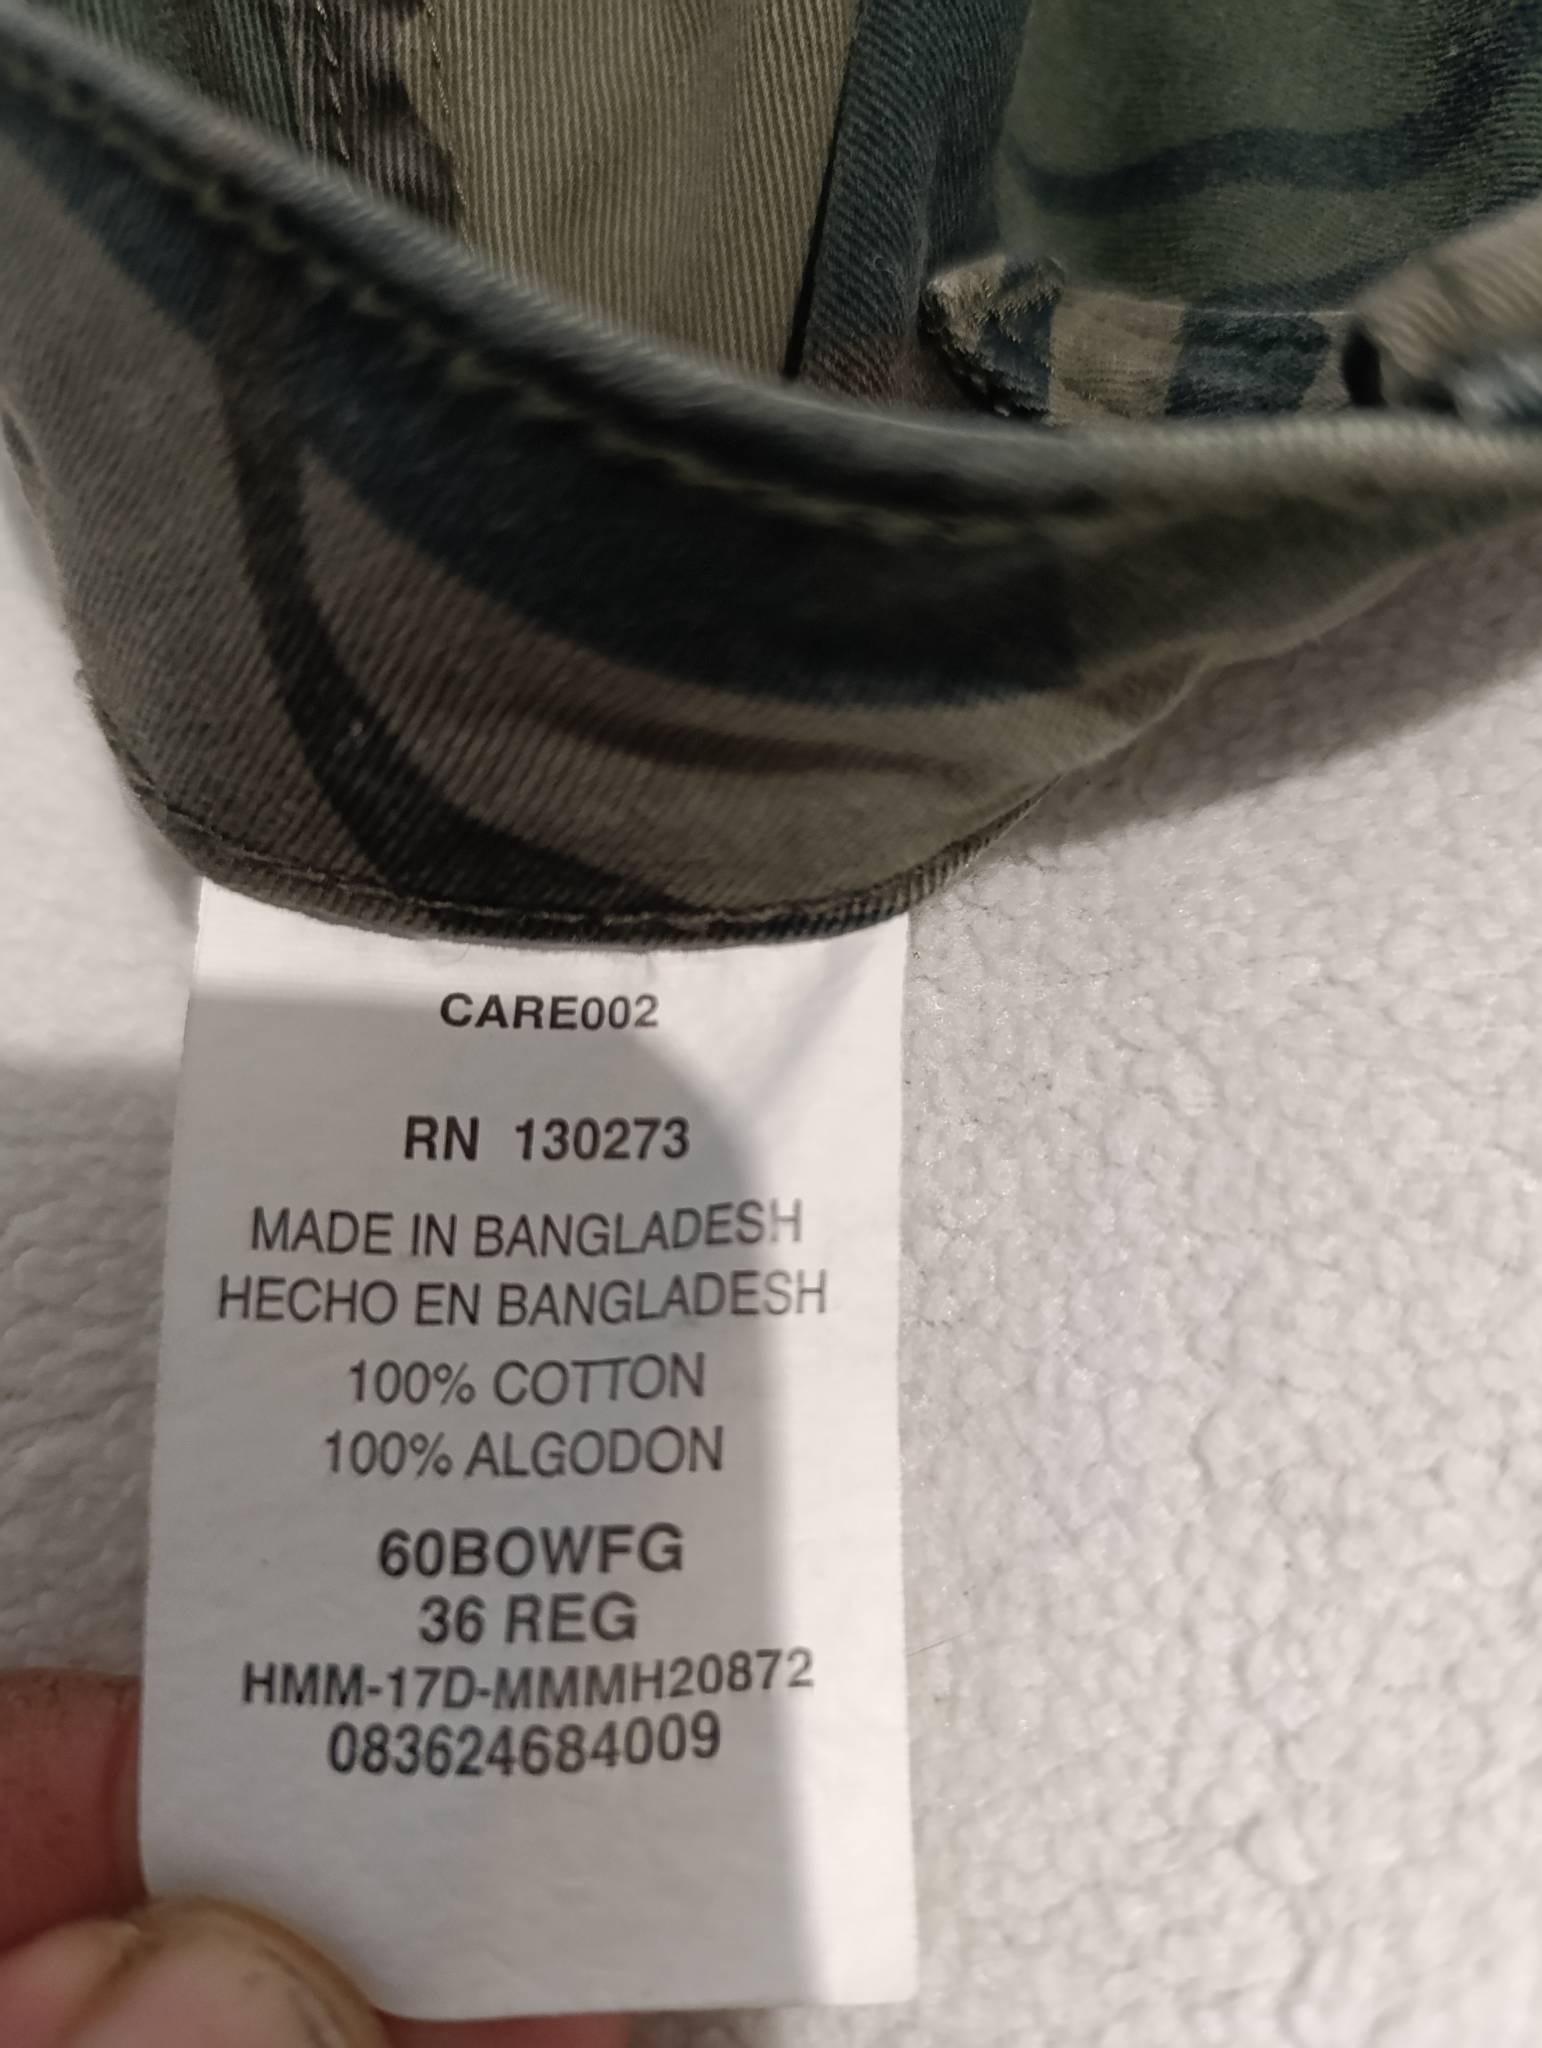 CARE002
RN 130273
MADE IN BANGLADESH
HECHO EN BANGLADESH
100% COTTON
100% ALGODON
60BOWFG
36 REG
HMM-17D-MMMH20872
083624684009